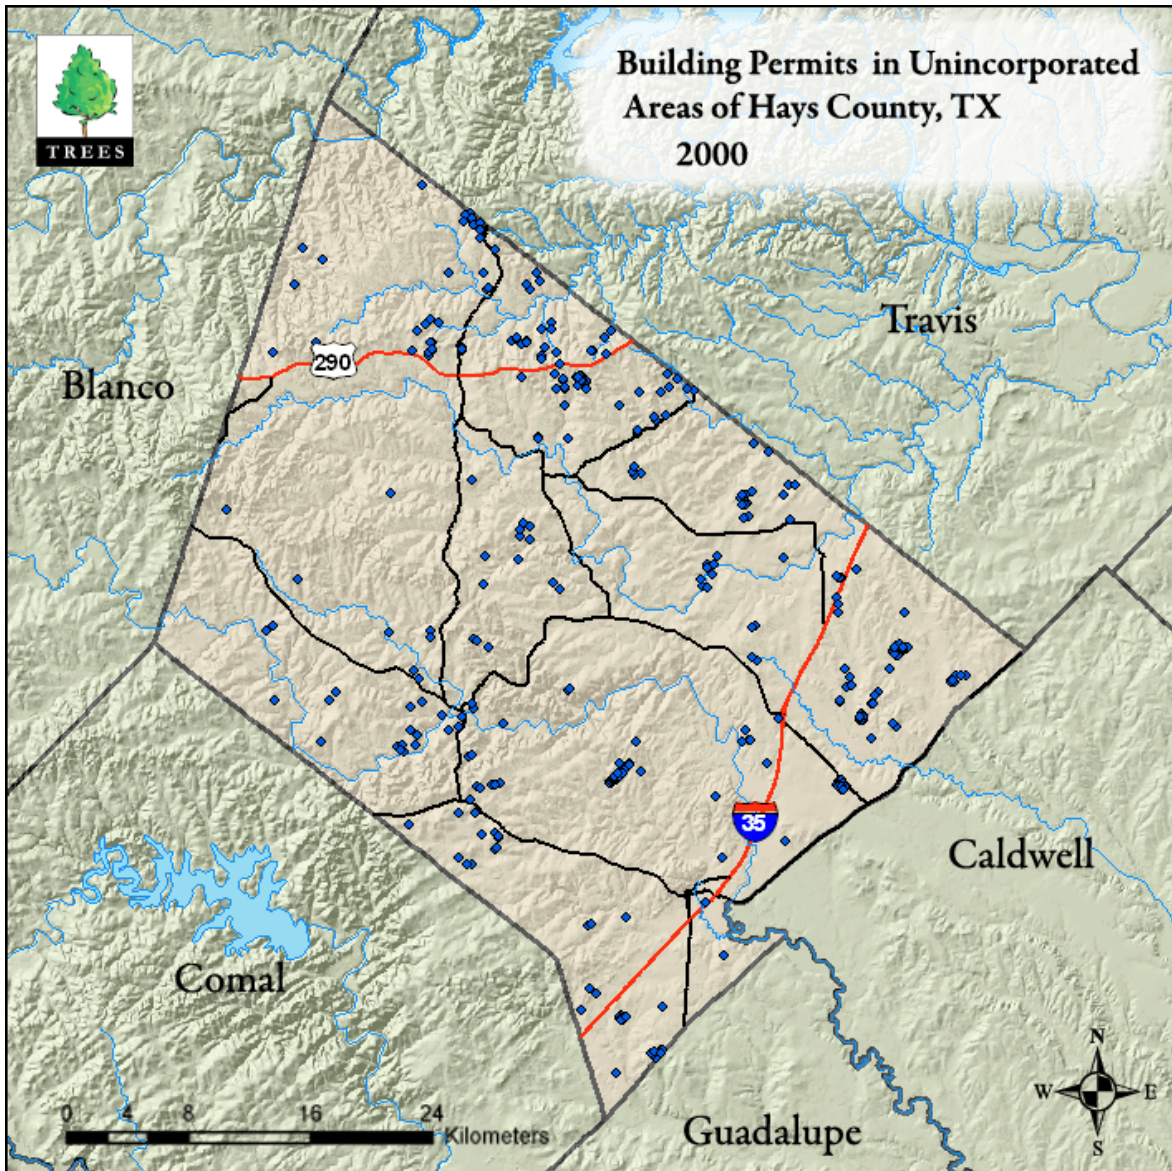 Building Permits in Unincorporated
Areas of Hays County, TX
2000
TREES
Travis
290
Blanco
35
Caldwell
Comal
N
W E
S
0 4 8 16 24
Kilometers
Guadalupe